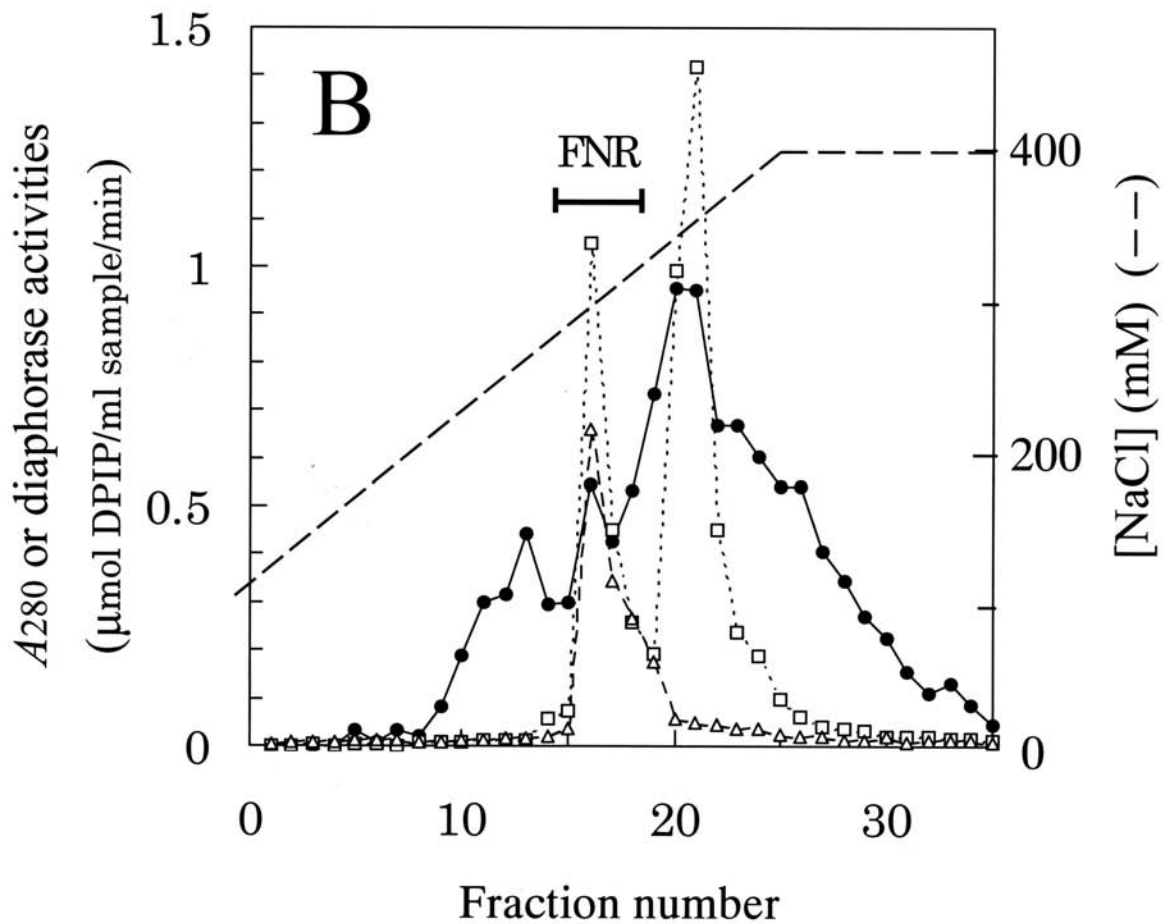 1.5
B
FNR
400
1
200
0.5
0
0
0
10
20
30
A280 or diaphorase activities
(μmol DPIP/ml sample/min)
[NaCl] (mM) (– –)
Fraction number